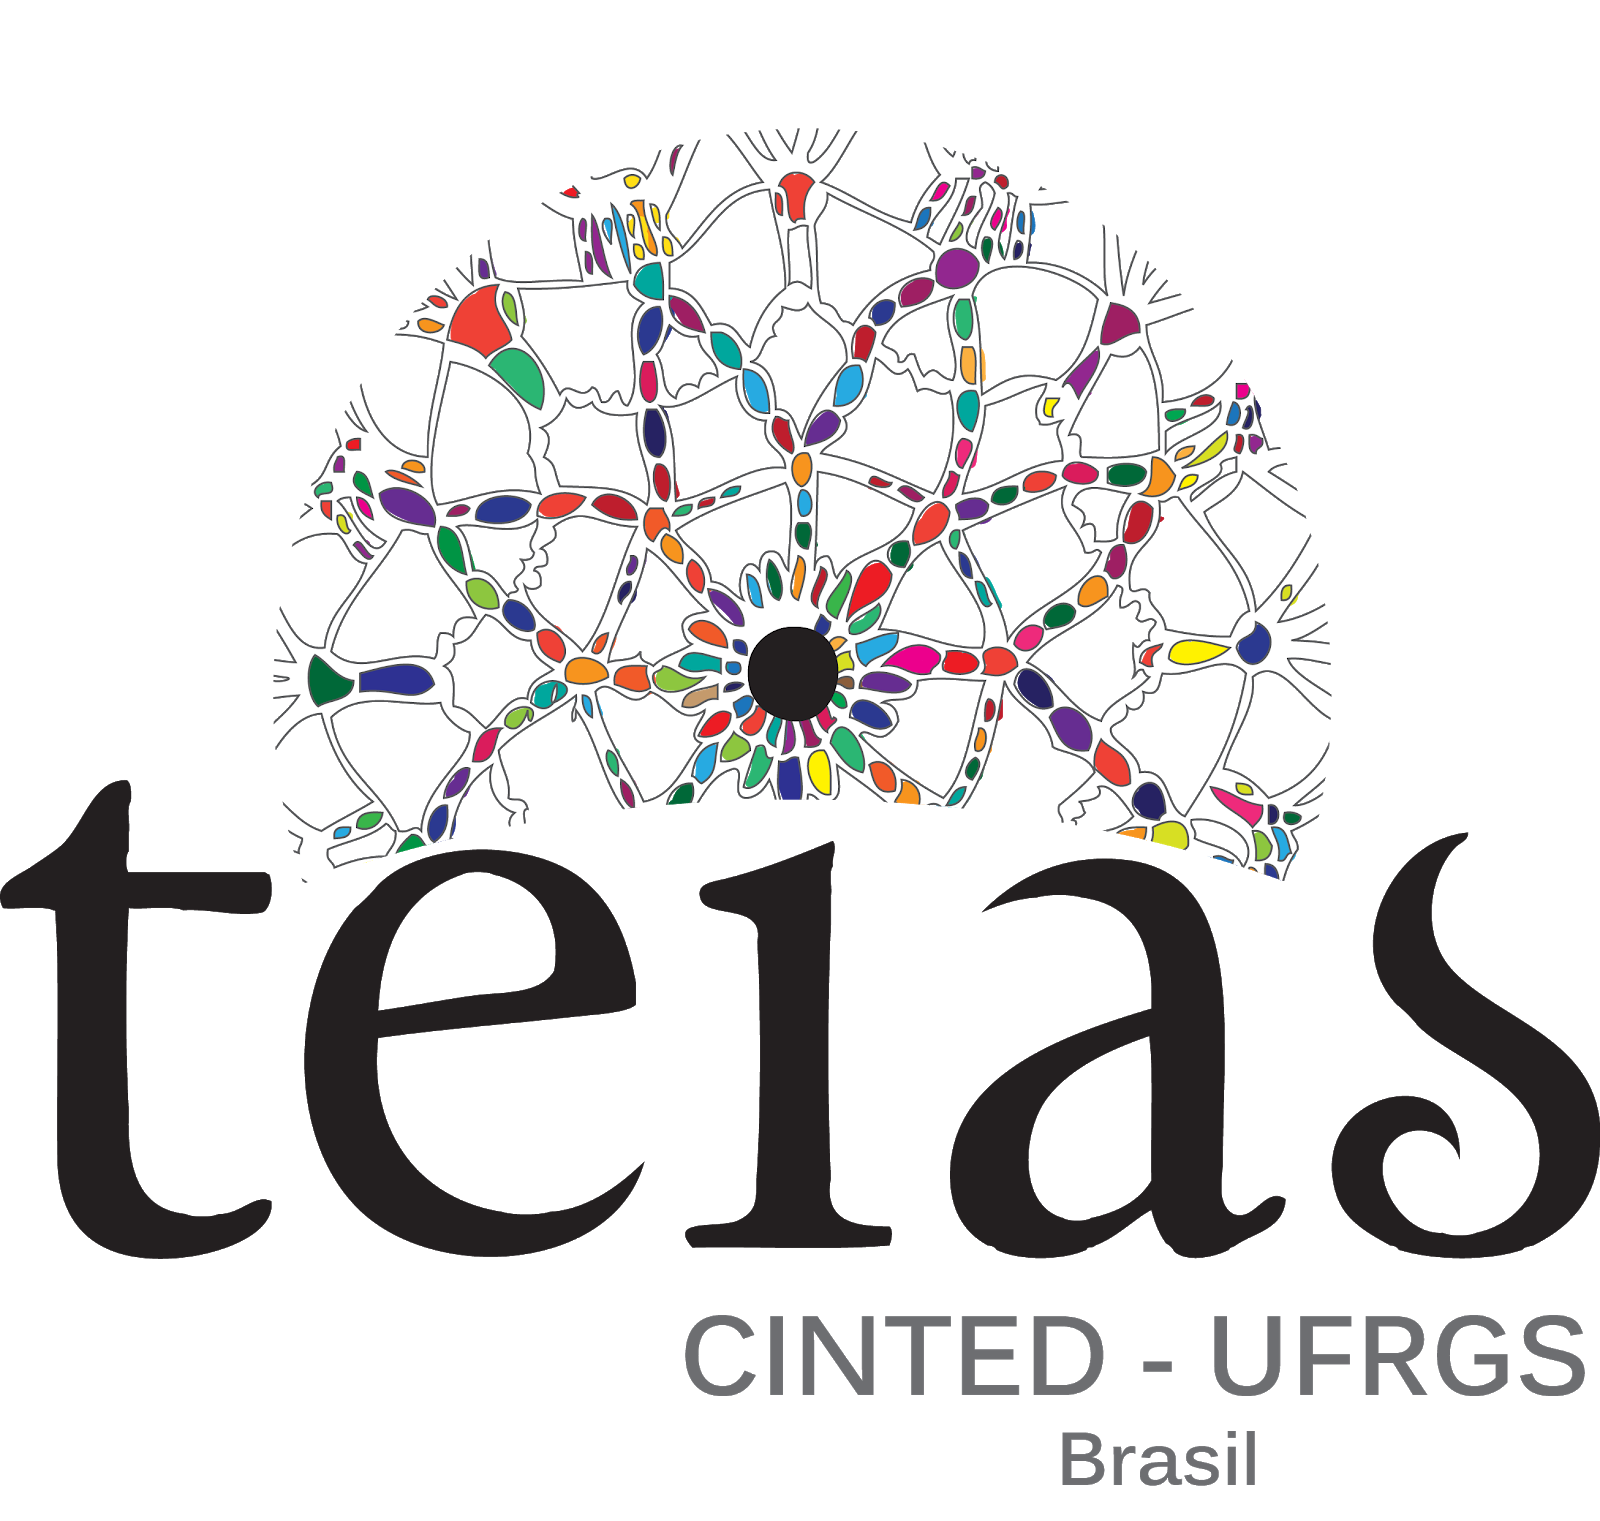 teias
CINTED - UFRGS
Brasil